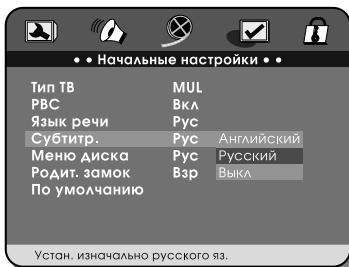 • • Начальные настройки • •
Тип ТВ MUL
PBC Вкл
Язык речи Рус
Субтитр. Рус Английский
Меню диска Рус Русский
Родит. замок Взр Выкл
По умолчанию
Устан. изначально русского яз.